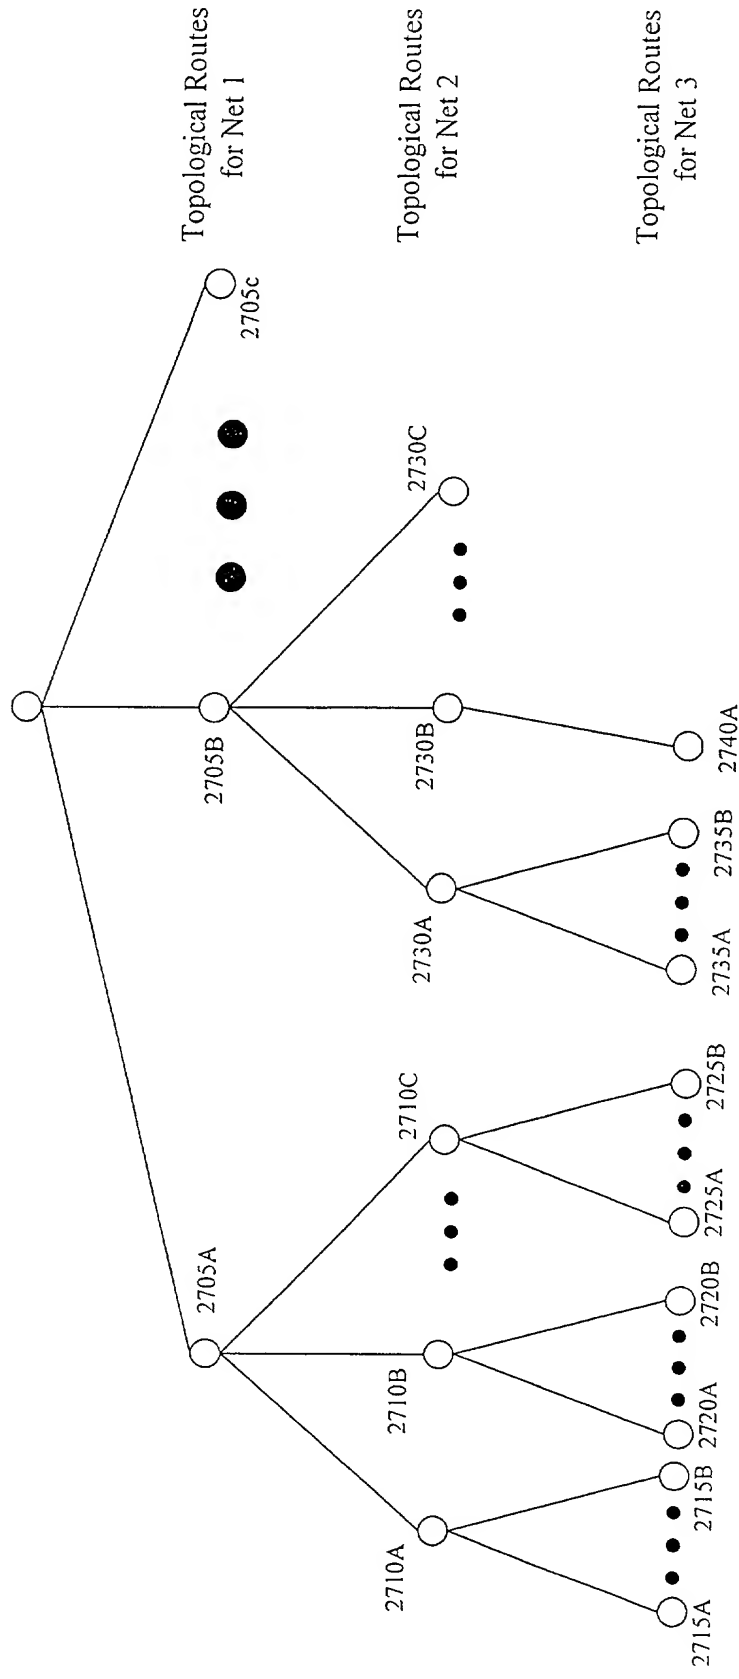 2705A
2705B
2705c
Topological Routes
for Net 1
2710A
2710B
2710C
2730A
2730B
2730C
Topological Routes
for Net 2
2715A
2715B
2720A
2720B
2725A
2725B
2735A
2735B
2740A
Topological Routes
for Net 3